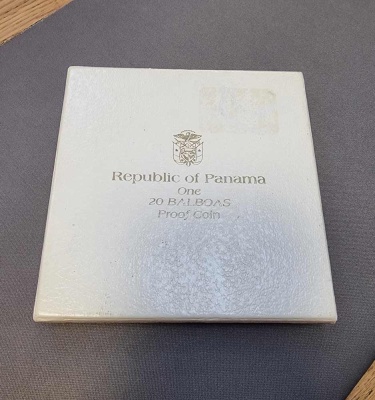 Republic of Panama
One
20 BALBOAS
Proof Coin